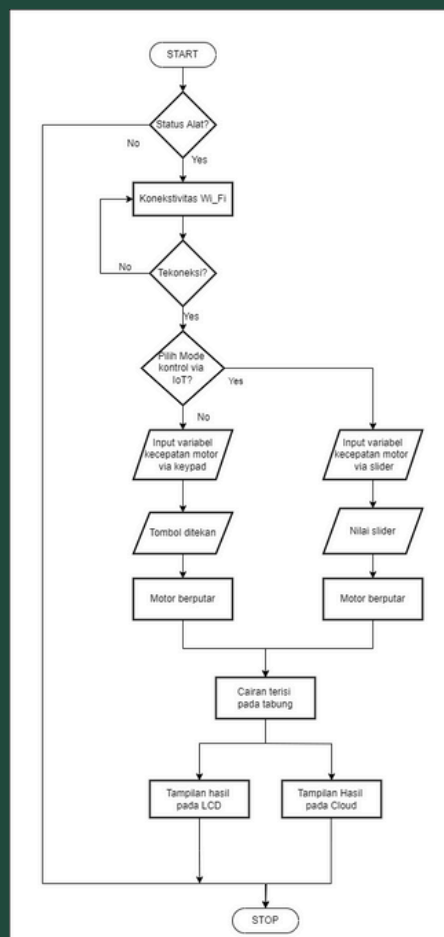 START
Status Alat?
No
Yes
Konekstivitas Wi_Fi
No
Tekoneksi?
Yes
Pilih Mode
kontrol via
IoT?
Yes
No
Input variabel
kecepatan motor
via keypad
Input variabel
kecepatan motor
via slider
Tombol ditekan
Nilai slider
Motor berputar
Motor berputar
Cairan terisi
pada tabung
Tampilan hasil
pada LCD
Tampilan Hasil
pada Cloud
STOP